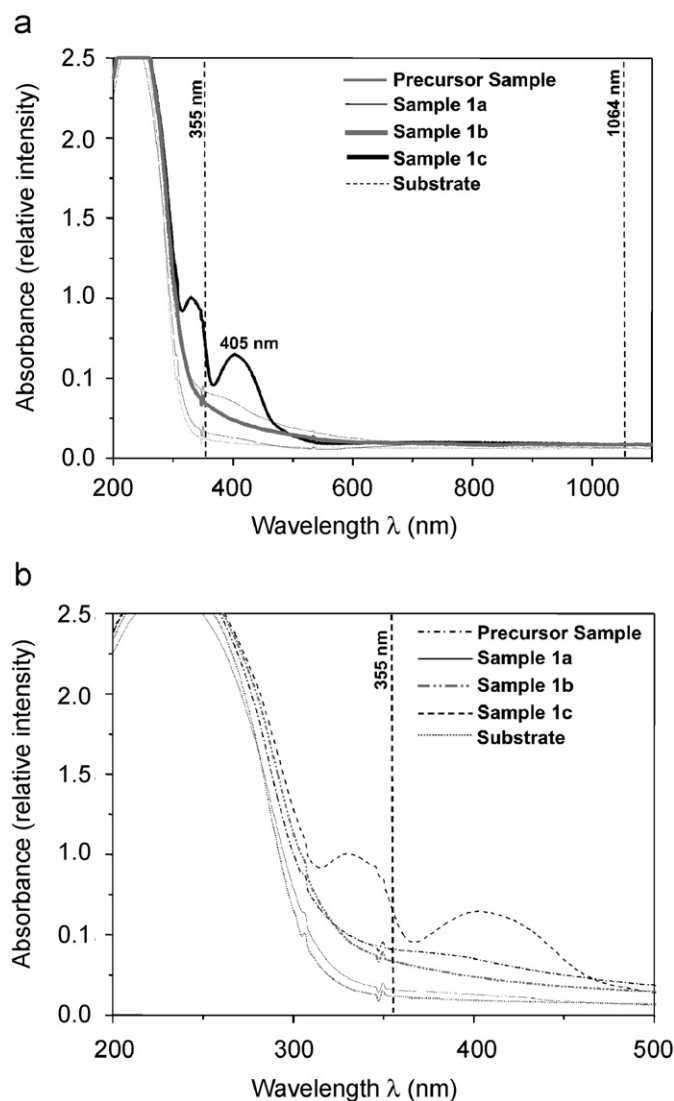 a
2.5
2.0
1.5
1.0
0.1
0.0
Absorbance (relative intensity)
355 nm
1064 nm
Precursor Sample
Sample 1a
Sample 1b
Sample 1c
Substrate
405 nm
200
400
600
800
1000
Wavelength λ (nm)
b
2.5
2.0
1.5
1.0
0.1
0.0
Absorbance (relative intensity)
355 nm
Precursor Sample
Sample 1a
Sample 1b
Sample 1c
Substrate
200
300
400
500
Wavelength λ (nm)